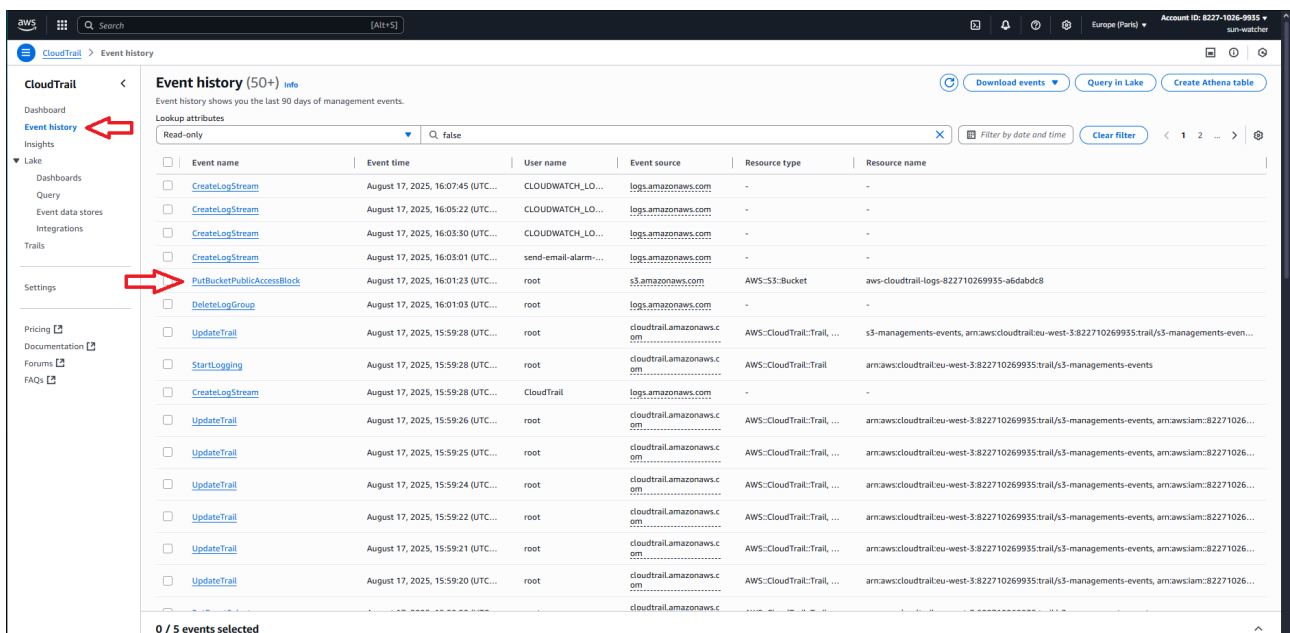 aws Search [Alt+S] Europe (Paris) Account ID: 8227-1026-9935
sun-watcher
CloudTrail > Event history
CloudTrail
Dashboard
Event history
Insights
Lake
Dashboards
Query
Event data stores
Integrations
Trails
Settings
Pricing
Documentation
Forums
FAQs
Event history (50+) Info
Download events Query in Lake Create Athena table
Event history shows you the last 90 days of management events.
Lookup attributes
Read-only false Filter by date and time Clear filter 1 2 ...
Event name Event time User name Event source Resource type Resource name
CreateLogStream August 17, 2025, 16:07:45 (UTC... CLOUDWATCH_LO... logs.amazonaws.com - -
CreateLogStream August 17, 2025, 16:05:22 (UTC... CLOUDWATCH_LO... logs.amazonaws.com - -
CreateLogStream August 17, 2025, 16:03:30 (UTC... CLOUDWATCH_LO... logs.amazonaws.com - -
CreateLogStream August 17, 2025, 16:03:01 (UTC... send-email-alarm-... logs.amazonaws.com - -
PutBucketPublicAccessBlock August 17, 2025, 16:01:23 (UTC... root s3.amazonaws.com AWS::S3::Bucket aws-cloudtrail-logs-822710269935-a6dabdc8
DeleteLogGroup August 17, 2025, 16:01:03 (UTC... root logs.amazonaws.com - -
UpdateTrail August 17, 2025, 15:59:28 (UTC... root cloudtrail.amazonaws.com AWS::CloudTrail::Trail, ... s3-managements-events, arn:aws:cloudtrail:eu-west-3:822710269935:trail/s3-managements-even...
StartLogging August 17, 2025, 15:59:28 (UTC... root cloudtrail.amazonaws.com AWS::CloudTrail::Trail arn:aws:cloudtrail:eu-west-3:822710269935:trail/s3-managements-events
CreateLogStream August 17, 2025, 15:59:28 (UTC... CloudTrail logs.amazonaws.com - -
UpdateTrail August 17, 2025, 15:59:26 (UTC... root cloudtrail.amazonaws.com AWS::CloudTrail::Trail, ... arn:aws:cloudtrail:eu-west-3:822710269935:trail/s3-managements-events, arn:aws:iam::82271026...
UpdateTrail August 17, 2025, 15:59:25 (UTC... root cloudtrail.amazonaws.com AWS::CloudTrail::Trail, ... arn:aws:cloudtrail:eu-west-3:822710269935:trail/s3-managements-events, arn:aws:iam::82271026...
UpdateTrail August 17, 2025, 15:59:24 (UTC... root cloudtrail.amazonaws.com AWS::CloudTrail::Trail, ... arn:aws:cloudtrail:eu-west-3:822710269935:trail/s3-managements-events, arn:aws:iam::82271026...
UpdateTrail August 17, 2025, 15:59:22 (UTC... root cloudtrail.amazonaws.com AWS::CloudTrail::Trail, ... arn:aws:cloudtrail:eu-west-3:822710269935:trail/s3-managements-events, arn:aws:iam::82271026...
UpdateTrail August 17, 2025, 15:59:21 (UTC... root cloudtrail.amazonaws.com AWS::CloudTrail::Trail, ... arn:aws:cloudtrail:eu-west-3:822710269935:trail/s3-managements-events, arn:aws:iam::82271026...
UpdateTrail August 17, 2025, 15:59:20 (UTC... root cloudtrail.amazonaws.com AWS::CloudTrail::Trail, ... arn:aws:cloudtrail:eu-west-3:822710269935:trail/s3-managements-events, arn:aws:iam::82271026...
cloudtrail.amazonaws.c
0 / 5 events selected